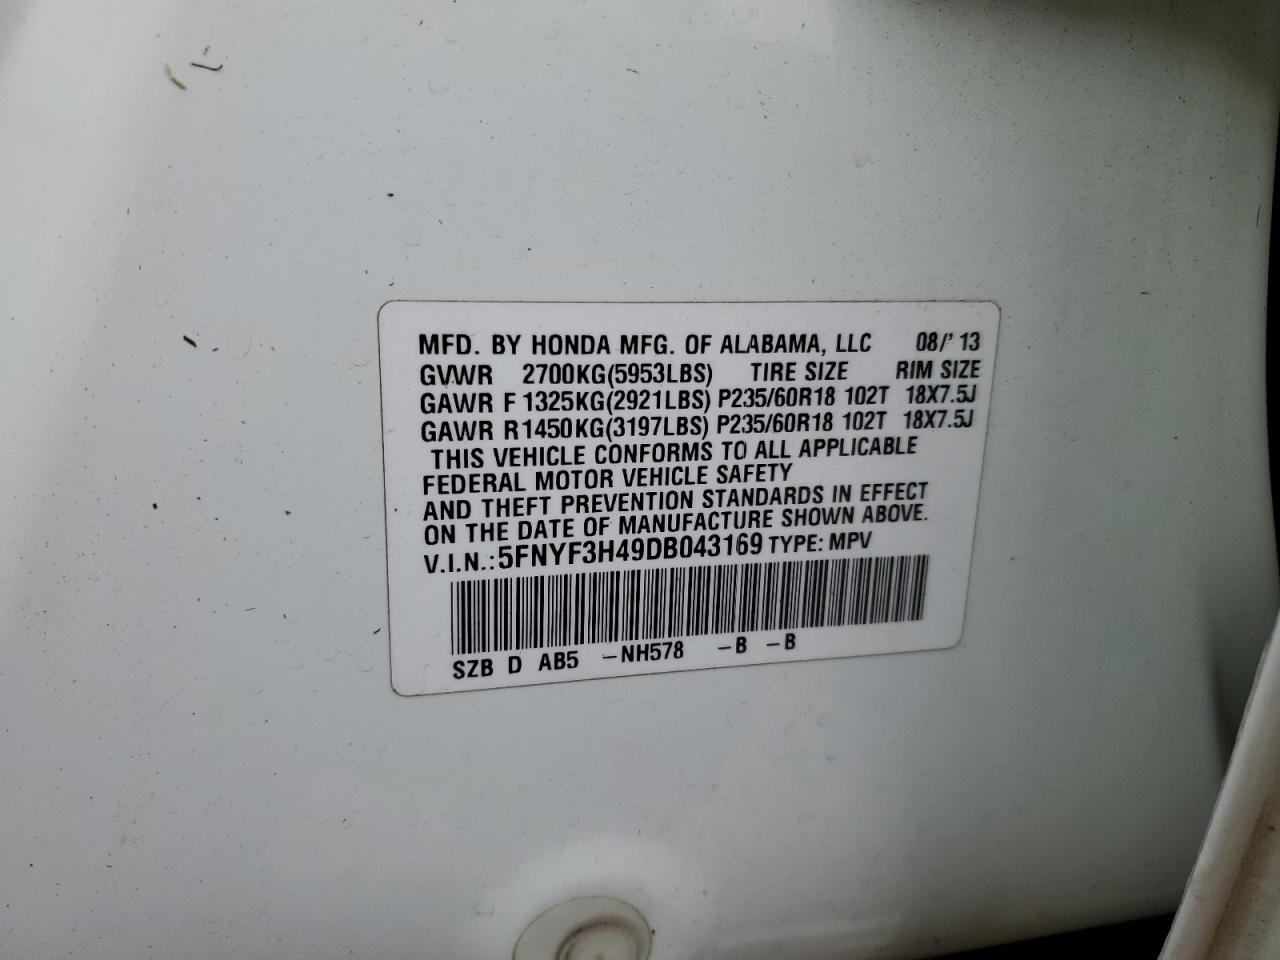 MFD. BY HONDA MFG. OF ALABAMA, LLC 08/' 13
GVWR 2700KG(5953LBS) TIRE SIZE RIM SIZE
GAWR F 1325KG(2921LBS) P235/60R18 102T 18X7.5J
GAWR R 1450KG(3197LBS) P235/60R18 102T 18X7.5J
THIS VEHICLE CONFORMS TO ALL APPLICABLE
FEDERAL MOTOR VEHICLE SAFETY
AND THEFT PREVENTION STANDARDS IN EFFECT
ON THE DATE OF MANUFACTURE SHOWN ABOVE.
V.I.N.: 5FNYF3H49DB043169 TYPE: MPV
SZB D AB5 -NH578 -B -B